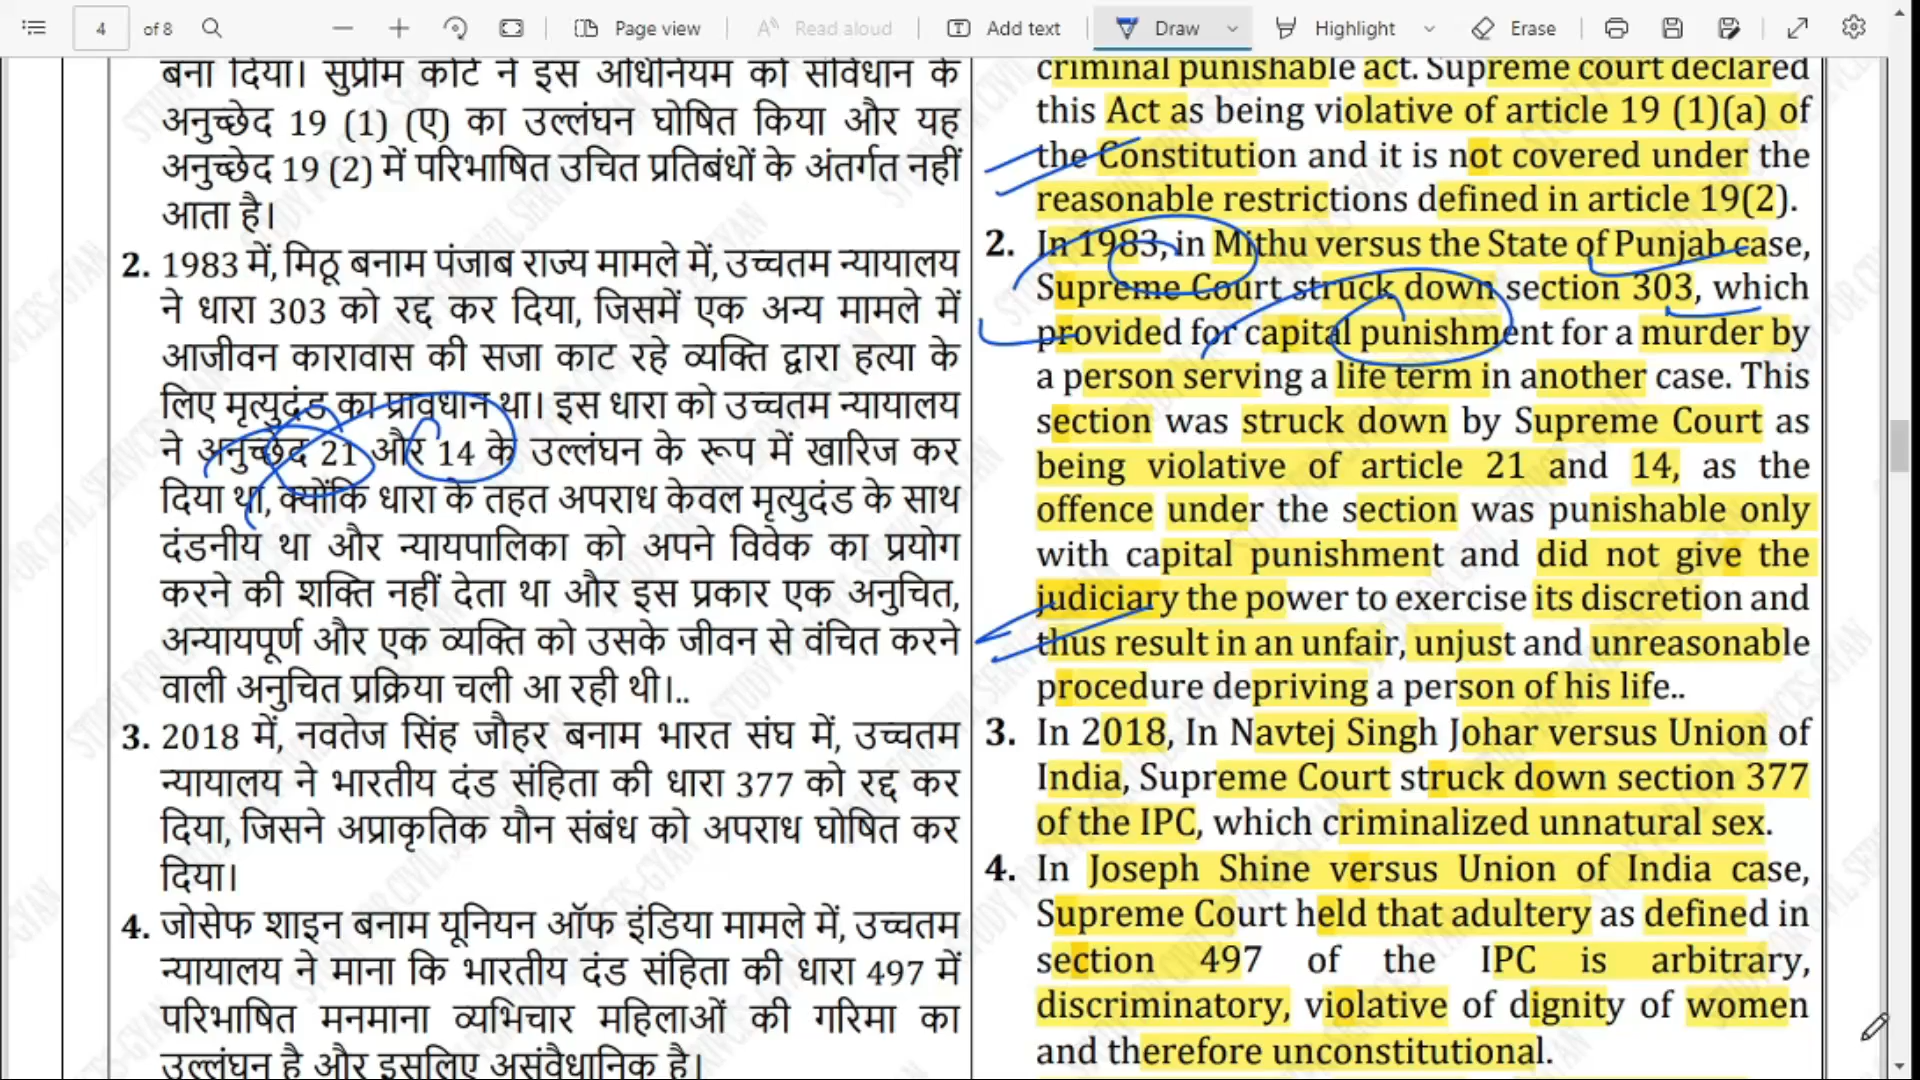 4
of 8
Page view
Read aloud
Add text
Draw
Highlight
Erase
बना दिया। सुप्रीम कोर्ट ने इस अधिनियम को संविधान के
अनुच्छेद 19 (1) (ए) का उल्लंघन घोषित किया और यह
अनुच्छेद 19 (2) में परिभाषित उचित प्रतिबंधों के अंतर्गत नहीं
आता है।
2. 1983 में, मिठू बनाम पंजाब राज्य मामले में, उच्चतम न्यायालय
ने धारा 303 को रद्द कर दिया, जिसमें एक अन्य मामले में
आजीवन कारावास की सजा काट रहे व्यक्ति द्वारा हत्या के
लिए मृत्युदंड का प्रावधान था। इस धारा को उच्चतम न्यायालय
ने अनुच्छेद 21 और 14 के उल्लंघन के रूप में खारिज कर
दिया था, क्योंकि धारा के तहत अपराध केवल मृत्युदंड के साथ
दंडनीय था और न्यायपालिका को अपने विवेक का प्रयोग
करने की शक्ति नहीं देता था और इस प्रकार एक अनुचित,
अन्यायपूर्ण और एक व्यक्ति को उसके जीवन से वंचित करने
वाली अनुचित प्रक्रिया चली आ रही थी।..
3. 2018 में, नवतेज सिंह जौहर बनाम भारत संघ में, उच्चतम
न्यायालय ने भारतीय दंड संहिता की धारा 377 को रद्द कर
दिया, जिसने अप्राकृतिक यौन संबंध को अपराध घोषित कर
दिया।
4. जोसेफ शाइन बनाम यूनियन ऑफ इंडिया मामले में, उच्चतम
न्यायालय ने माना कि भारतीय दंड संहिता की धारा 497 में
परिभाषित मनमाना व्यभिचार महिलाओं की गरिमा का
उल्लंघन है और इसलिए असंवैधानिक है।
criminal punishable act. Supreme court declared
this Act as being violative of article 19 (1)(a) of
the Constitution and it is not covered under the
reasonable restrictions defined in article 19(2).
2. In 1983, in Mithu versus the State of Punjab case,
Supreme Court struck down section 303, which
provided for capital punishment for a murder by
a person serving a life term in another case. This
section was struck down by Supreme Court as
being violative of article 21 and 14, as the
offence under the section was punishable only
with capital punishment and did not give the
judiciary the power to exercise its discretion and
thus result in an unfair, unjust and unreasonable
procedure depriving a person of his life..
3. In 2018, In Navtej Singh Johar versus Union of
India, Supreme Court struck down section 377
of the IPC, which criminalized unnatural sex.
4. In Joseph Shine versus Union of India case,
Supreme Court held that adultery as defined in
section 497 of the IPC is arbitrary,
discriminatory, violative of dignity of women
and therefore unconstitutional.